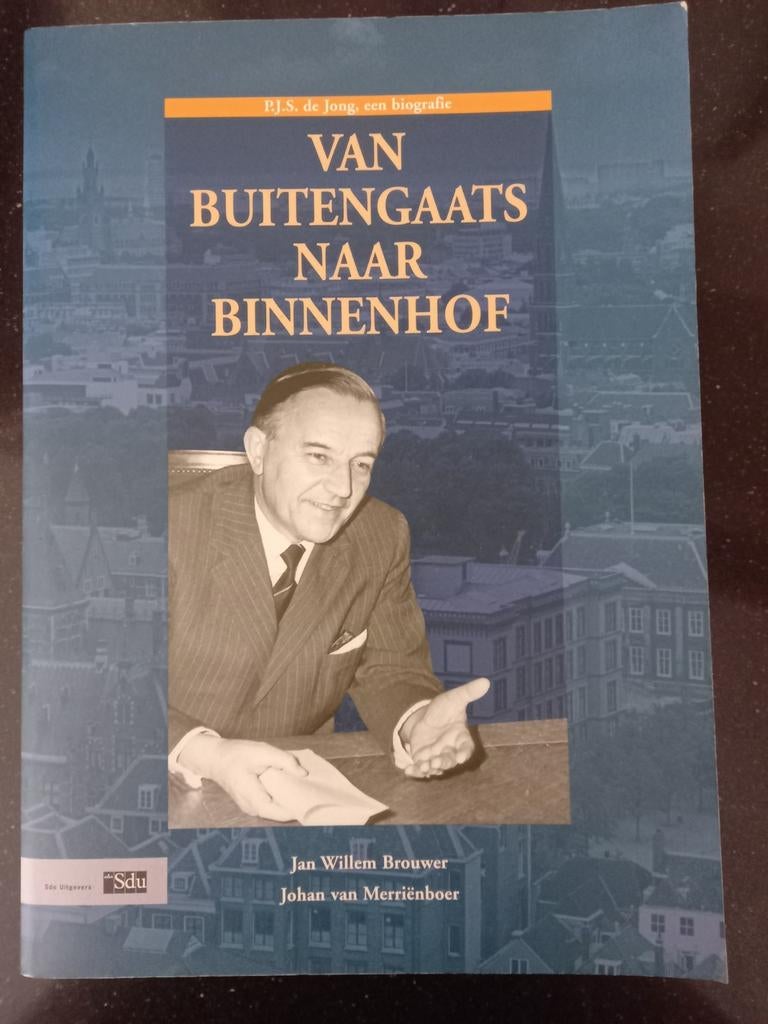 P.J.S. de Jong, een biografie
VAN
BUITENGAATS
NAAR
BINNENHOF
Jan Willem Brouwer
Johan van Merriënboer
Sdu Uitgevers
Sdu